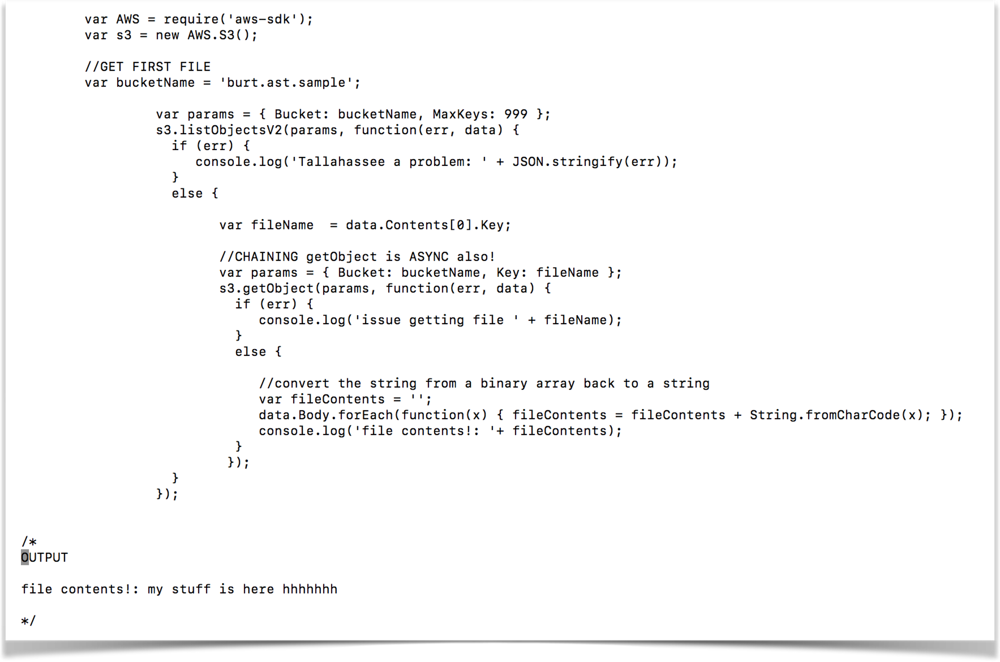 var AWS = require('aws-sdk');
var s3 = new AWS.S3();
//GET FIRST FILE
var bucketName = 'burt.ast.sample';
var params = { Bucket: bucketName, MaxKeys: 999 };
s3.listObjectsV2(params, function(err, data) {
if (err) {
console.log('Tallahassee a problem: ' + JSON.stringify(err));
}
else {
var fileName  = data.Contents[0].Key;
//CHAINING getObject is ASYNC also!
var params = { Bucket: bucketName, Key: fileName };
s3.getObject(params, function(err, data) {
if (err) {
console.log('issue getting file ' + fileName);
}
else {
//convert the string from a binary array back to a string
var fileContents = '';
data.Body.forEach(function(x) { fileContents = fileContents + String.fromCharCode(x); });
console.log('file contents!: '+ fileContents);
}
});
}
});
/*
OUTPUT
file contents!: my stuff is here hhhhhhh
*/